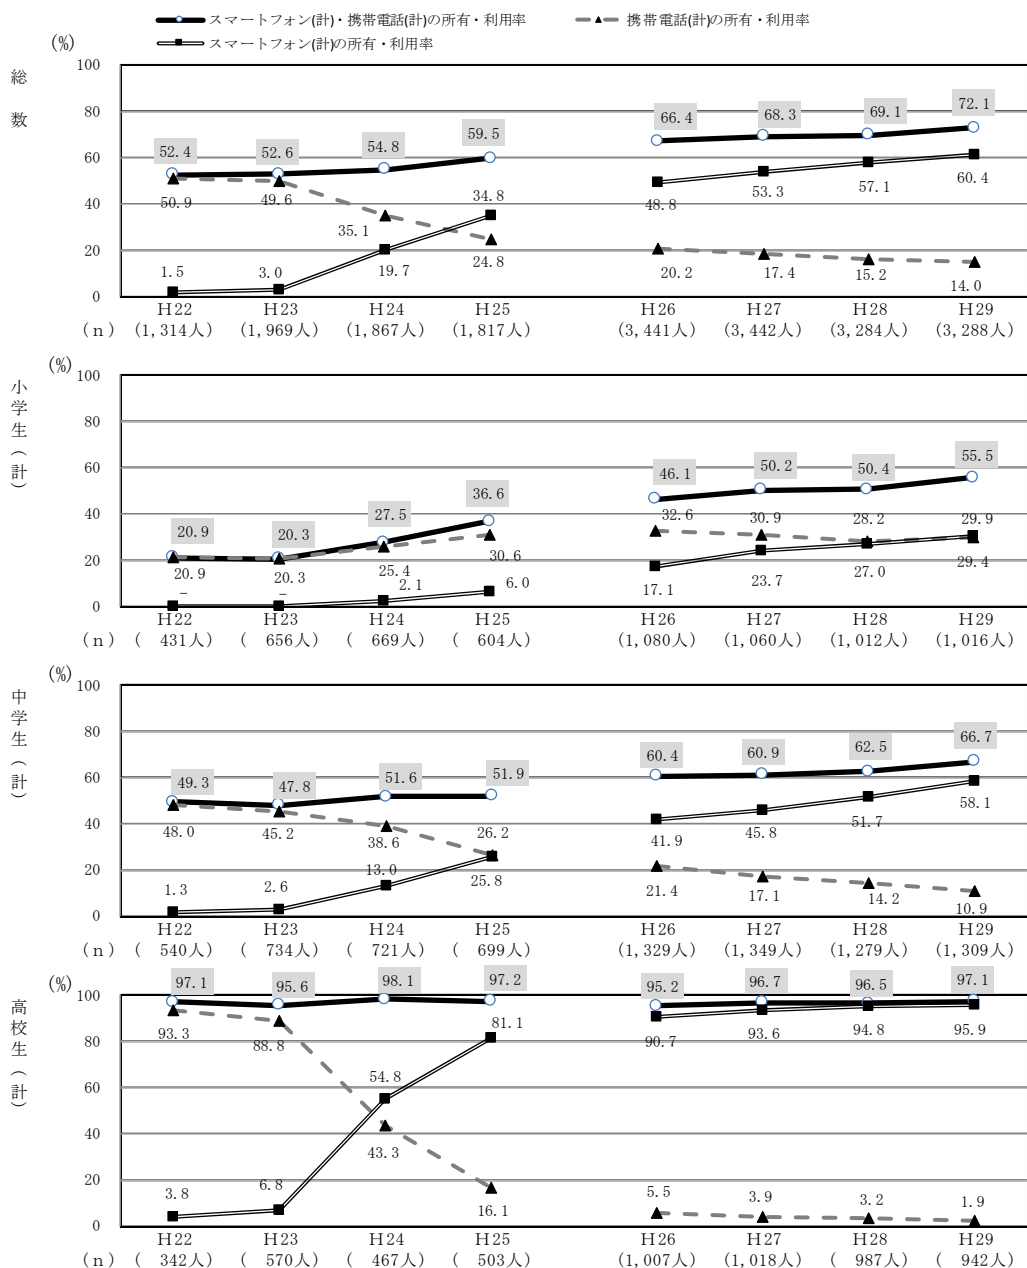 スマートフォン(計)・携帯電話(計)の所有・利用率　携帯電話(計)の所有・利用率
スマートフォン(計)の所有・利用率
(%)
総数
100
80
60
40
20
0
52.4 52.6 54.8 59.5 66.4 68.3 69.1 72.1
50.9 49.6 35.1 24.8 20.2 17.4 15.2 14.0
1.5 3.0 19.7 34.8 48.8 53.3 57.1 60.4
H22 H23 H24 H25 H26 H27 H28 H29
(n) (1,314人) (1,969人) (1,867人) (1,817人) (3,441人) (3,442人) (3,284人) (3,288人)
(%)
小学生(計)
100
80
60
40
20
0
20.9 20.3 27.5 36.6 46.1 50.2 50.4 55.5
20.9 20.3 25.4 30.6 32.6 30.9 28.2 29.4
– – 2.1 6.0 17.1 23.7 27.0 29.9
H22 H23 H24 H25 H26 H27 H28 H29
(n) ( 431人) ( 656人) ( 669人) ( 604人) (1,080人) (1,060人) (1,012人) (1,016人)
(%)
中学生(計)
100
80
60
40
20
0
49.3 47.8 51.6 51.9 60.4 60.9 62.5 66.7
48.0 45.2 38.6 26.2 21.4 17.1 14.2 10.9
1.3 2.6 13.0 25.8 41.9 45.8 51.7 58.1
H22 H23 H24 H25 H26 H27 H28 H29
(n) ( 540人) ( 734人) ( 721人) ( 699人) (1,329人) (1,349人) (1,279人) (1,309人)
(%)
高校生(計)
100
80
60
40
20
0
97.1 95.6 98.1 97.2 95.2 96.7 96.5 97.1
93.3 88.8 43.3 16.1 5.5 3.9 3.2 1.9
3.8 6.8 54.8 81.1 90.7 93.6 94.8 95.9
H22 H23 H24 H25 H26 H27 H28 H29
(n) ( 342人) ( 570人) ( 467人) ( 503人) (1,007人) (1,018人) ( 987人) ( 942人)